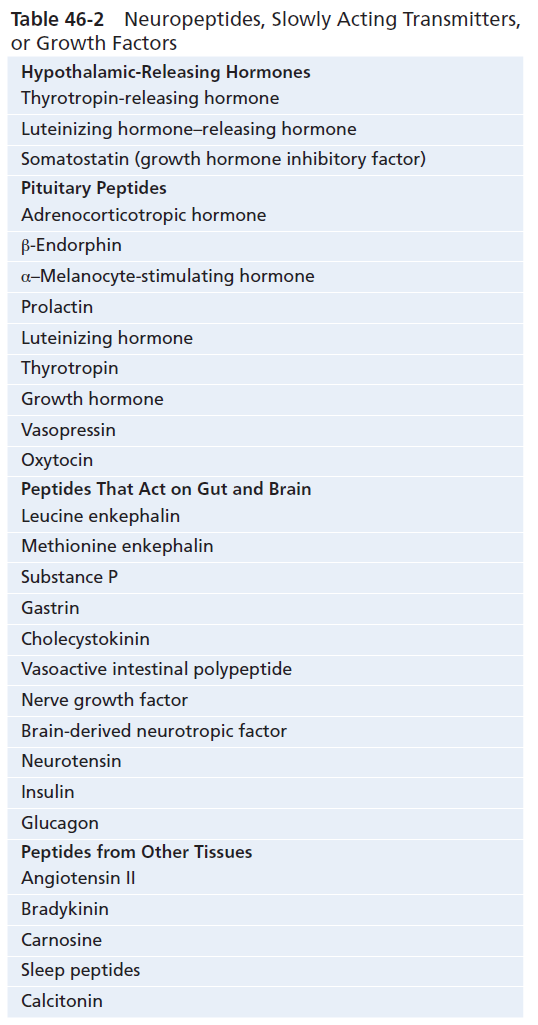 Table 46-2 Neuropeptides, Slowly Acting Transmitters,
or Growth Factors
Hypothalamic-Releasing Hormones
Thyrotropin-releasing hormone
Luteinizing hormone–releasing hormone
Somatostatin (growth hormone inhibitory factor)
Pituitary Peptides
Adrenocorticotropic hormone
β-Endorphin
α–Melanocyte-stimulating hormone
Prolactin
Luteinizing hormone
Thyrotropin
Growth hormone
Vasopressin
Oxytocin
Peptides That Act on Gut and Brain
Leucine enkephalin
Methionine enkephalin
Substance P
Gastrin
Cholecystokinin
Vasoactive intestinal polypeptide
Nerve growth factor
Brain-derived neurotropic factor
Neurotensin
Insulin
Glucagon
Peptides from Other Tissues
Angiotensin II
Bradykinin
Carnosine
Sleep peptides
Calcitonin